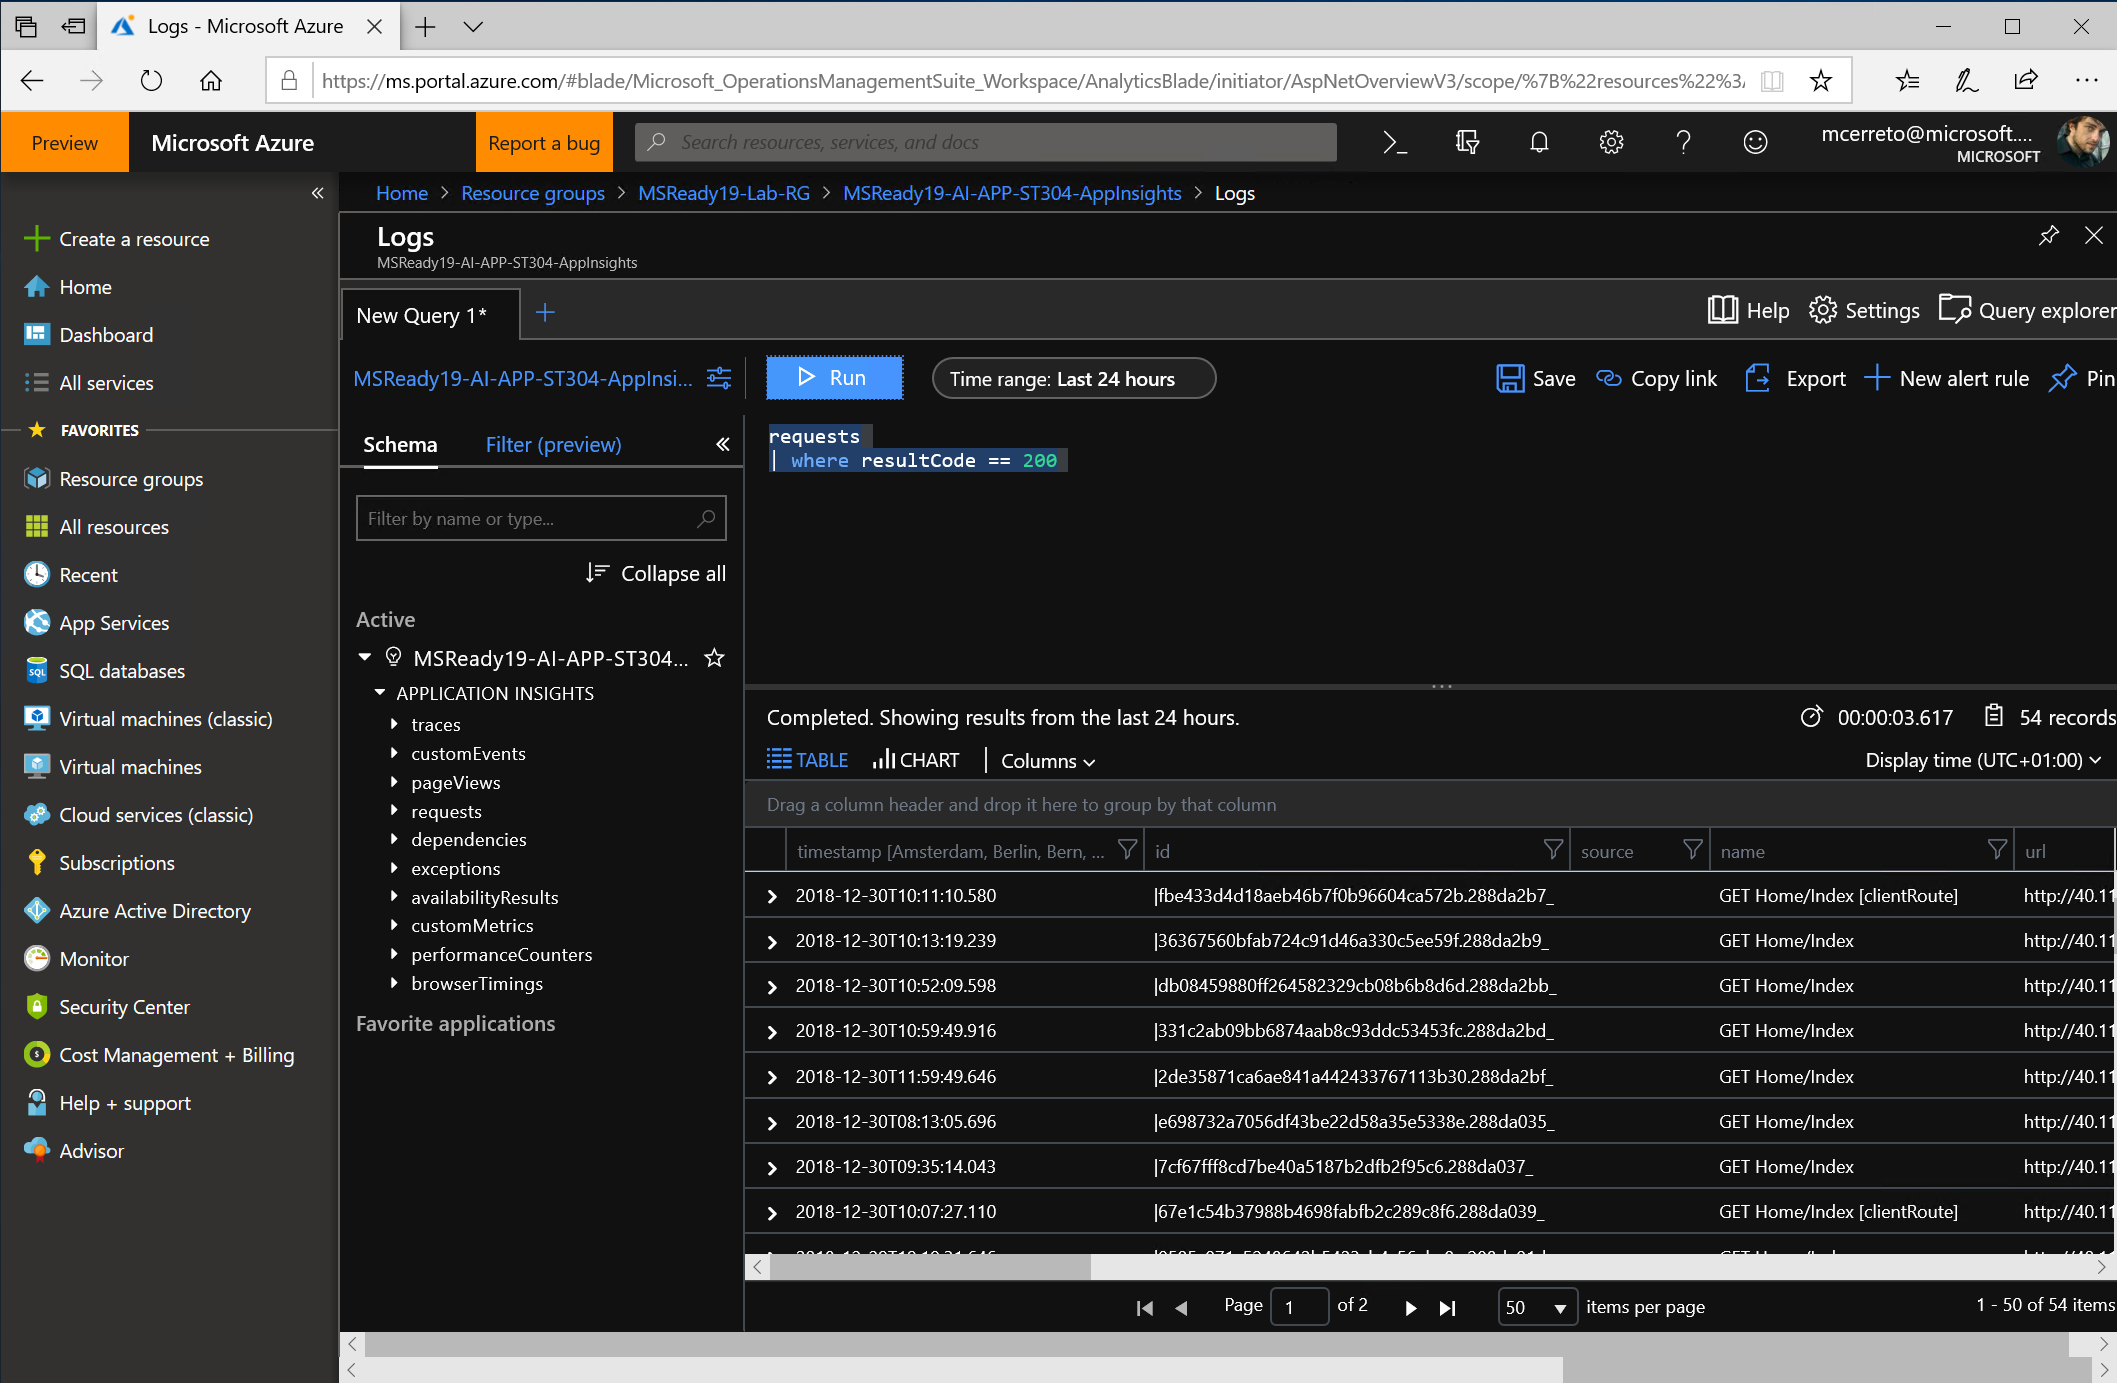 Logs - Microsoft Azure
https://ms.portal.azure.com/#blade/Microsoft_OperationsManagementSuite_Workspace/AnalyticsBlade/initiator/AspNetOverviewV3/scope/%7B%22resources%22%3A
Preview
Microsoft Azure
Report a bug
Search resources, services, and docs
mcerreto@microsoft....
MICROSOFT
Home > Resource groups > MSReady19-Lab-RG > MSReady19-AI-APP-ST304-AppInsights > Logs
Create a resource
Home
Dashboard
All services
FAVORITES
Resource groups
All resources
Recent
App Services
SQL databases
Virtual machines (classic)
Virtual machines
Cloud services (classic)
Subscriptions
Azure Active Directory
Monitor
Security Center
Cost Management + Billing
Help + support
Advisor
Logs
MSReady19-AI-APP-ST304-AppInsights
New Query 1*
Help
Settings
Query explorer
MSReady19-AI-APP-ST304-AppInsi...
Run
Time range: Last 24 hours
Save
Copy link
Export
New alert rule
Pin
Schema
Filter (preview)
Filter by name or type...
Collapse all
Active
MSReady19-AI-APP-ST304...
APPLICATION INSIGHTS
traces
customEvents
pageViews
requests
dependencies
exceptions
availabilityResults
customMetrics
performanceCounters
browserTimings
Favorite applications
requests
| where resultCode == 200
Completed. Showing results from the last 24 hours.
00:00:03.617
54 records
TABLE
CHART
Columns
Display time (UTC+01:00)
Drag a column header and drop it here to group by that column
timestamp [Amsterdam, Berlin, Bern, ... id source name url
2018-12-30T10:11:10.580 |fbe433d4d18aeb46b7f0b96604ca572b.288da2b7_ GET Home/Index [clientRoute] http://40.11
2018-12-30T10:13:19.239 |36367560bfab724c91d46a330c5ee59f.288da2b9_ GET Home/Index http://40.11
2018-12-30T10:52:09.598 |db08459880ff264582329cb08b6b8d6d.288da2bb_ GET Home/Index http://40.11
2018-12-30T10:59:49.916 |331c2ab09bb6874aab8c93ddc53453fc.288da2bd_ GET Home/Index http://40.11
2018-12-30T11:59:49.646 |2de35871ca6ae841a442433767113b30.288da2bf_ GET Home/Index http://40.11
2018-12-30T08:13:05.696 |e698732a7056df43be22d58a35e5338e.288da035_ GET Home/Index http://40.11
2018-12-30T09:35:14.043 |7cf67fff8cd7be40a5187b2dfb2f95c6.288da037_ GET Home/Index http://40.11
2018-12-30T10:07:27.110 |67e1c54b37988b4698fabfb2c289c8f6.288da039_ GET Home/Index [clientRoute] http://40.11
Page 1 of 2
50 items per page
1 - 50 of 54 items